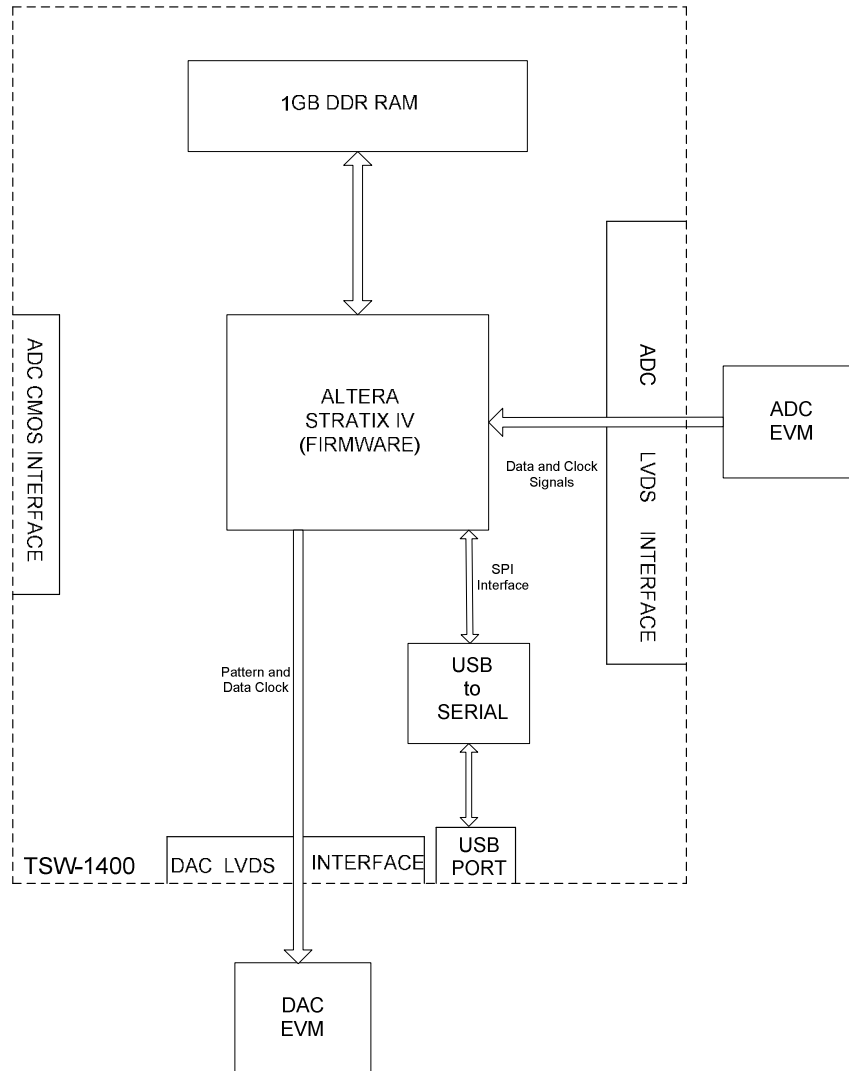 1GB DDR RAM
ALTERA
STRATIX IV
(FIRMWARE)
ADC CMOS INTERFACE
ADC LVDS INTERFACE
ADC
EVM
Data and Clock
Signals
SPI
Interface
USB
to
SERIAL
Pattern and
Data Clock
TSW-1400
DAC LVDS INTERFACE
USB
PORT
DAC
EVM